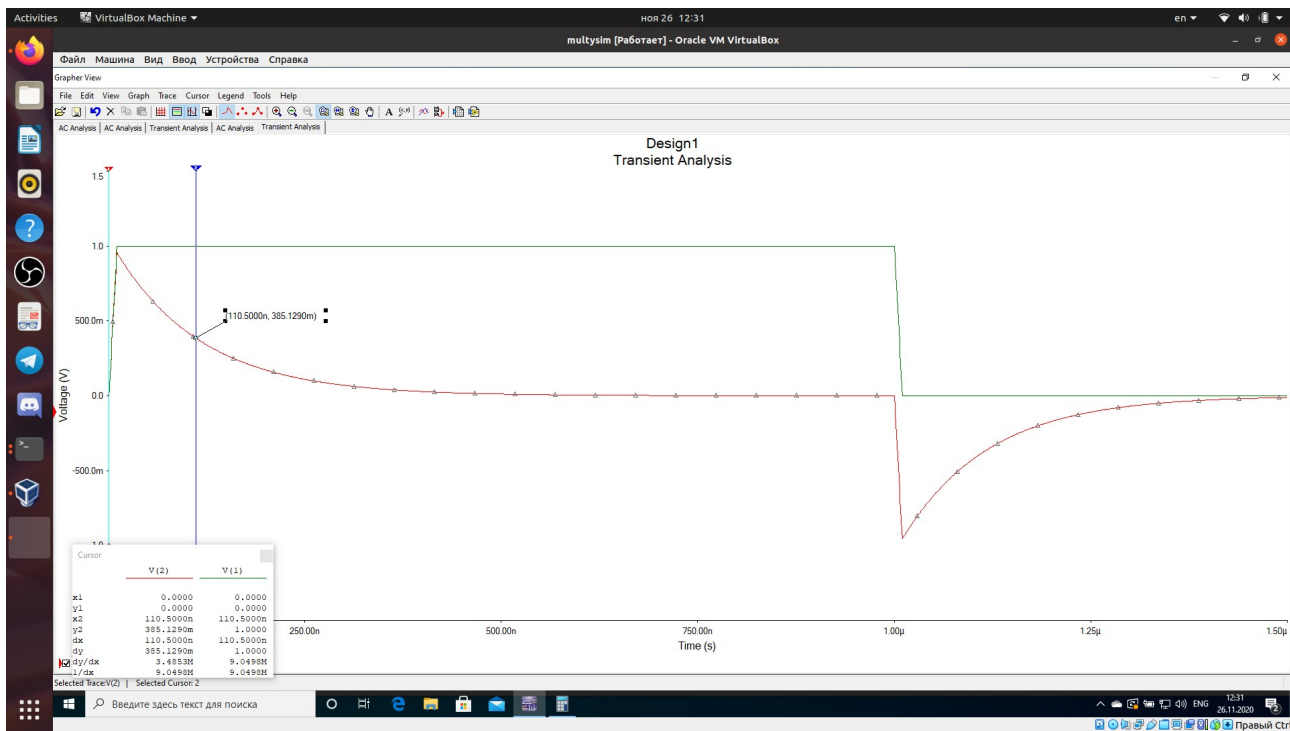 Activities VirtualBox Machine ноя 26 12:31 en
multysim [Работает] - Oracle VM VirtualBox
Файл Машина Вид Ввод Устройства Справка
Grapher View
File Edit View Graph Trace Cursor Legend Tools Help
AC Analysis AC Analysis Transient Analysis AC Analysis Transient Analysis
Design1
Transient Analysis
1.5
1.0
500.0m
(110.5000n, 385.1290m)
0.0
-500.0m
Voltage (V)
Cursor
V(2) V(1)
x1 0.0000 0.0000
y1 0.0000 0.0000
x2 110.5000n 110.5000n
y2 385.1290m 1.0000
dx 110.5000n 110.5000n
dy 385.1290m 1.0000
dy/dx 3.4853M 9.0498M
1/dx 9.0498M 9.0498M
250.00n 500.00n 750.00n 1.00µ 1.25µ 1.50µ
Time (s)
Selected Trace:V(2) Selected Cursor: 2
Введите здесь текст для поиска
ENG 12:31
26.11.2020
Правый Ctrl